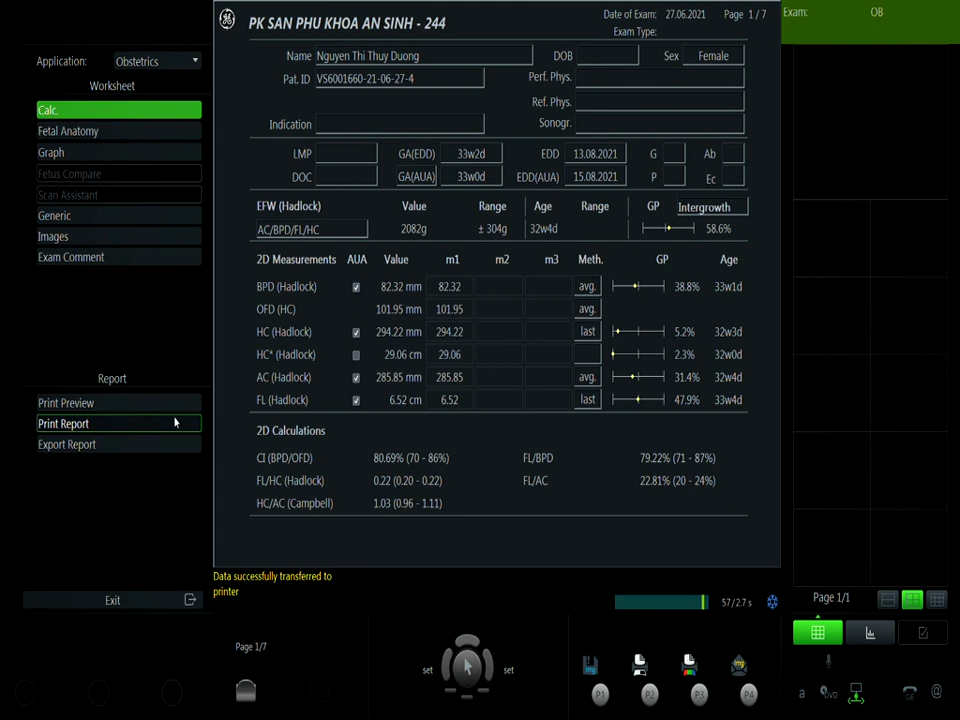 PK SAN PHU KHOA AN SINH - 244
Date of Exam: 27.06.2021 Page 1 / 7
Exam Type:
Exam: OB
Application: Obstetrics
Worksheet
Calc.
Fetal Anatomy
Graph
Fetus Compare
Scan Assistant
Generic
Images
Exam Comment
Report
Print Preview
Print Report
Export Report
Exit
Name Nguyen Thi Thuy Duong DOB Sex Female
Pat. ID VS6001660-21-06-27-4 Perf. Phys.
Ref. Phys.
Indication Sonogr.
LMP GA(EDD) 33w2d EDD 13.08.2021 G Ab
DOC GA(AUA) 33w0d EDD(AUA) 15.08.2021 P Ec
EFW (Hadlock) Value Range Age Range GP Intergrowth
AC/BPD/FL/HC 2082g ± 304g 32w4d 58.6%
2D Measurements AUA Value m1 m2 m3 Meth. GP Age
BPD (Hadlock) 82.32 mm 82.32 avg. 38.8% 33w1d
OFD (HC) 101.95 mm 101.95 avg.
HC (Hadlock) 294.22 mm 294.22 last 5.2% 32w3d
HC* (Hadlock) 29.06 cm 29.06 2.3% 32w0d
AC (Hadlock) 285.85 mm 285.85 avg. 31.4% 32w4d
FL (Hadlock) 6.52 cm 6.52 last 47.9% 33w4d
2D Calculations
CI (BPD/OFD) 80.69% (70 - 86%) FL/BPD 79.22% (71 - 87%)
FL/HC (Hadlock) 0.22 (0.20 - 0.22) FL/AC 22.81% (20 - 24%)
HC/AC (Campbell) 1.03 (0.96 - 1.11)
Data successfully transferred to
printer
57/2.7 s
Page 1/1
Page 1/7
set set
P1 P2 P3 P4
a DVD @